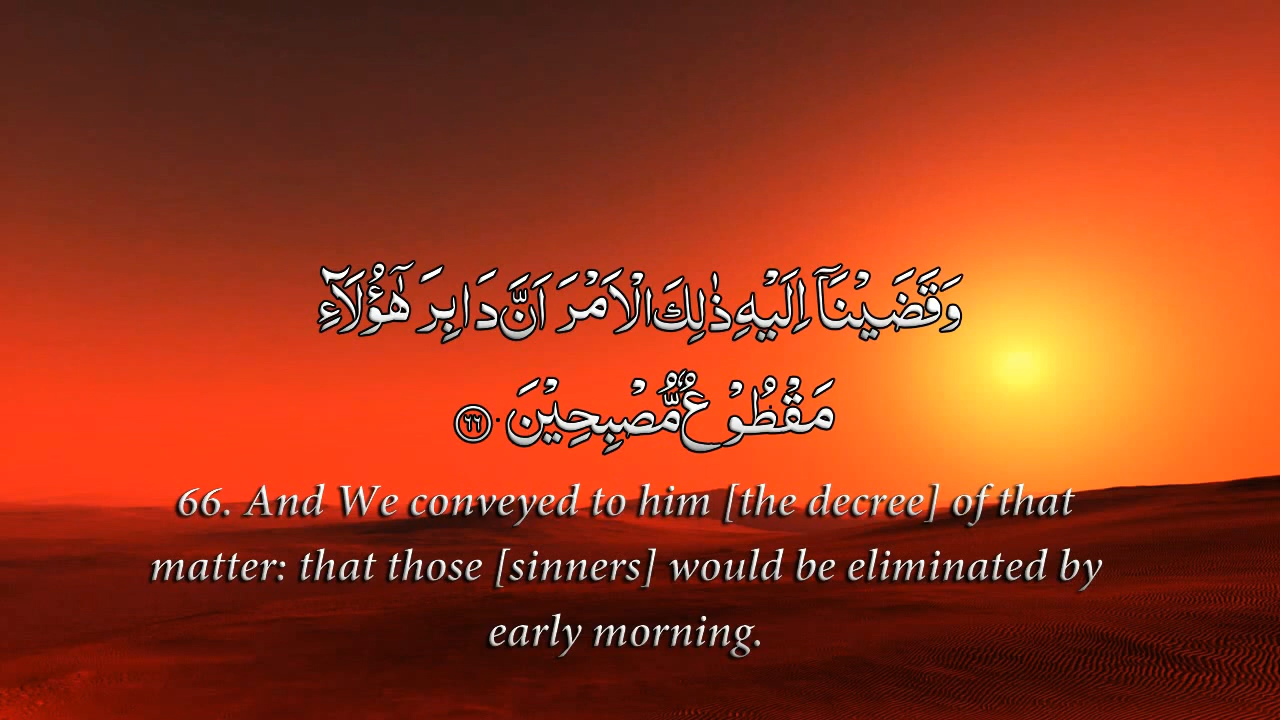 وَقَضَيْنَآ اِلَيْهِ ذٰلِكَ الْاَمْرَ اَنَّ دَابِرَ هٰٓؤُلَآءِ
مَقْطُوْعٌ مُّصْبِحِيْنَ ۟﴿٦٦﴾
66. And We conveyed to him [the decree] of that
matter: that those [sinners] would be eliminated by
early morning.